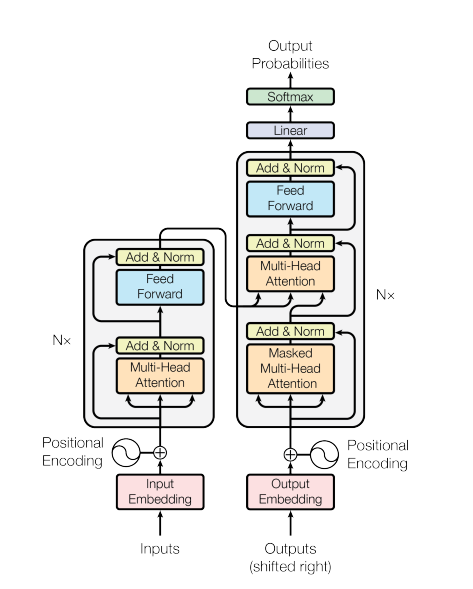 Output
Probabilities
Softmax
Linear
Add & Norm
Feed
Forward
Add & Norm
Multi-Head
Attention
Add & Norm
Masked
Multi-Head
Attention
N×
Add & Norm
Feed
Forward
Add & Norm
Multi-Head
Attention
N×
Positional
Encoding
Input
Embedding
Inputs
Positional
Encoding
Output
Embedding
Outputs
(shifted right)